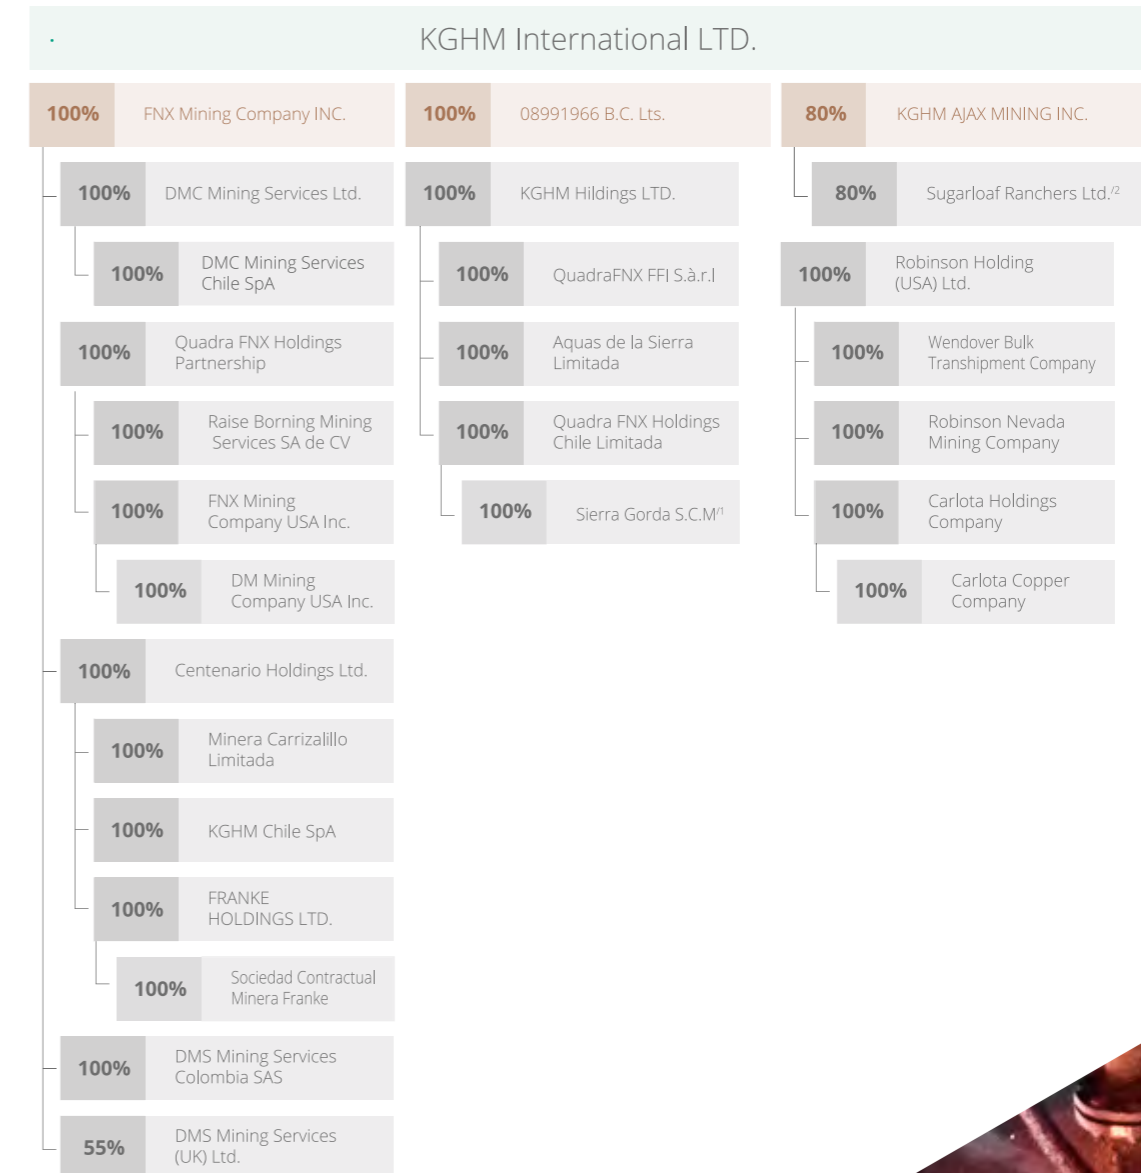 KGHM International LTD.
100% FNX Mining Company INC.
100% DMC Mining Services Ltd.
100% DMC Mining Services
Chile SpA
100% Quadra FNX Holdings
Partnership
100% Raise Borning Mining
Services SA de CV
100% FNX Mining
Company USA Inc.
100% DM Mining
Company USA Inc.
100% Centenario Holdings Ltd.
100% Minera Carrizalillo
Limitada
100% KGHM Chile SpA
100% FRANKE
HOLDINGS LTD.
100% Sociedad Contractual
Minera Franke
100% DMS Mining Services
Colombia SAS
55% DMS Mining Services
(UK) Ltd.
100% 08991966 B.C. Lts.
100% KGHM Hildings LTD.
100% QuadraFNX FFI S.à.r.l
100% Aquas de la Sierra
Limitada
100% Quadra FNX Holdings
Chile Limitada
100% Sierra Gorda S.C.M/1
80% KGHM AJAX MINING INC.
80% Sugarloaf Ranchers Ltd./2
100% Robinson Holding
(USA) Ltd.
100% Wendover Bulk
Transhipment Company
100% Robinson Nevada
Mining Company
100% Carlota Holdings
Company
100% Carlota Copper
Company